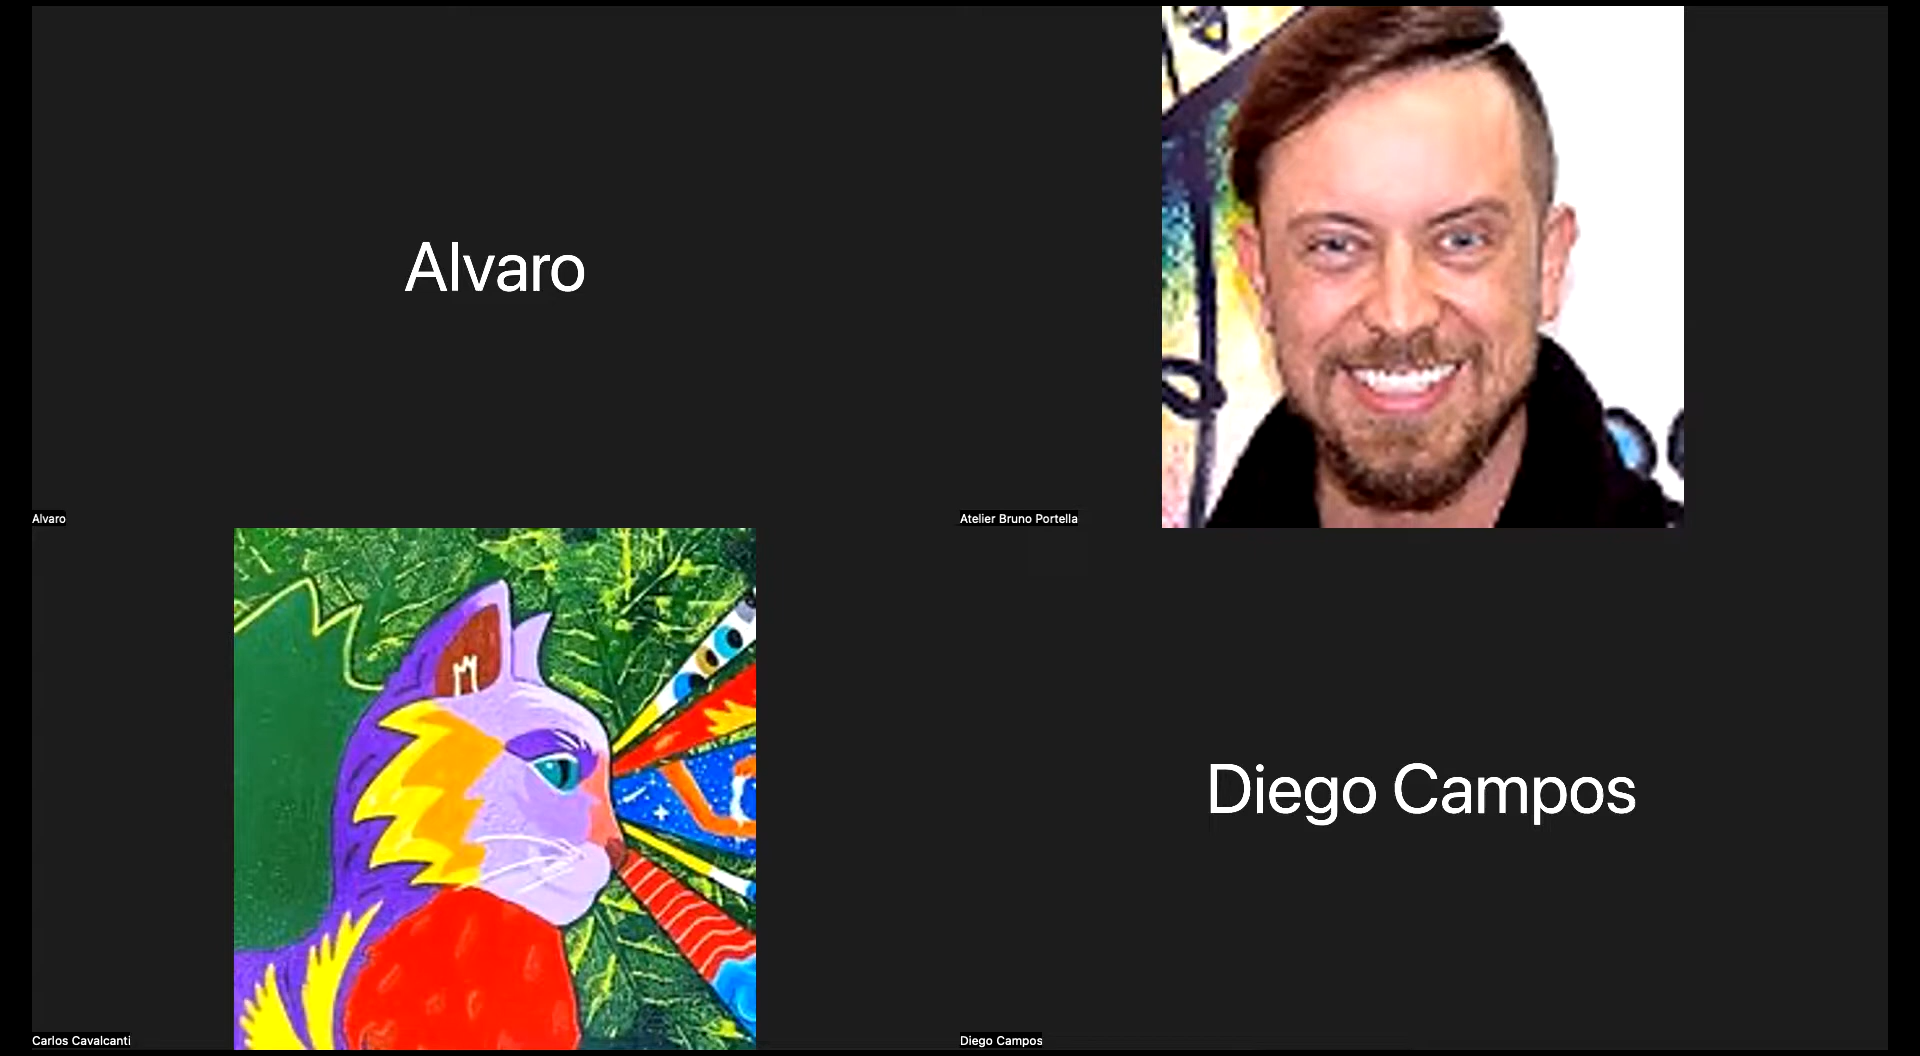 Alvaro
Alvaro
Atelier Bruno Portella
Carlos Cavalcanti
Diego Campos
Diego Campos